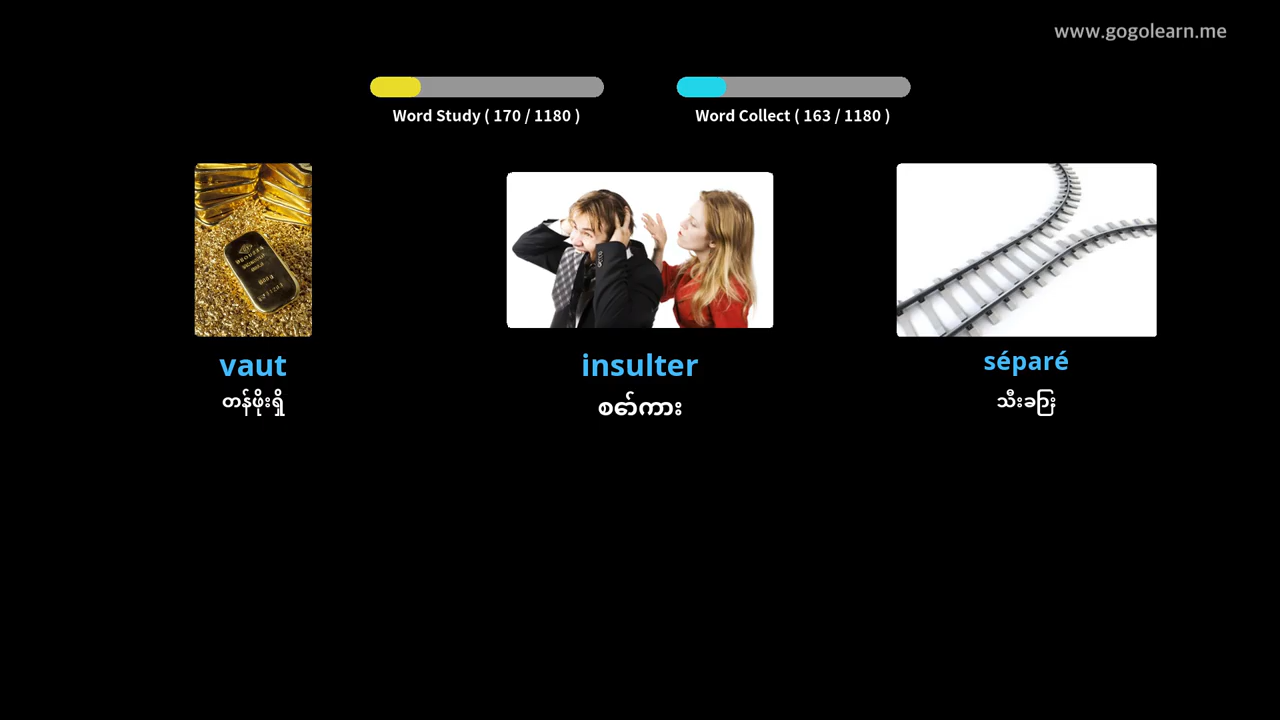 www.gogolearn.me
Word Study ( 170 / 1180 )
Word Collect ( 163 / 1180 )
vaut
insulter
séparé
တန်ဖိုးရှိ
စော်ကား
သီးခြား